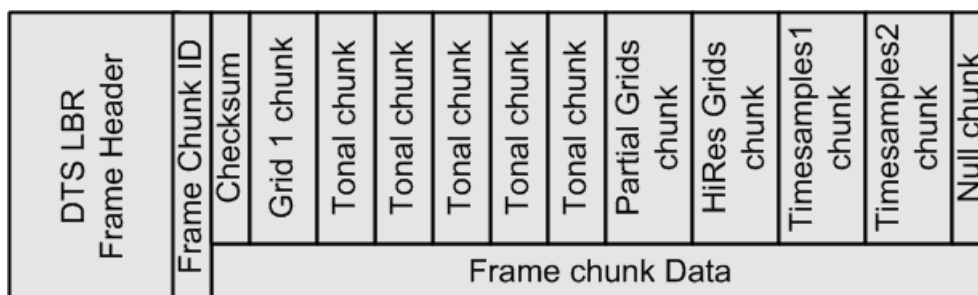 DTS LBR
Frame Header
Frame Chunk ID
Checksum
Grid 1 chunk
Tonal chunk
Tonal chunk
Tonal chunk
Tonal chunk
Tonal chunk
Partial Grids
chunk
HiRes Grids
chunk
Timesamples1
chunk
Timesamples2
chunk
Null chunk
Frame chunk Data